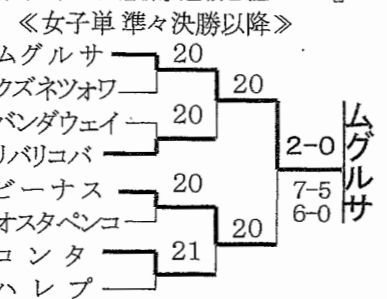 ≪女子単 準々決勝以降≫
ムグルサ
クズネツォワ
バンダウェイ
リバリコバ
ビーナス
オスタペンコ
コンタ
ハレプ
20
20
20
21
20
20
2-0
7-5
6-0
ムグルサ